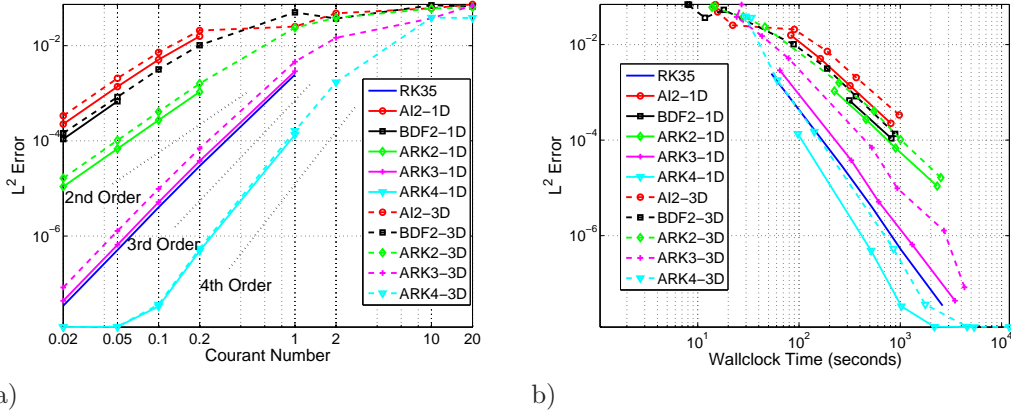 10^-2
10^-4
10^-6
L^2 Error
0.02 0.05 0.1 0.2 1 2 10 20
Courant Number
2nd Order
3rd Order
4th Order
RK35
AI2-1D
BDF2-1D
ARK2-1D
ARK3-1D
ARK4-1D
AI2-3D
BDF2-3D
ARK2-3D
ARK3-3D
ARK4-3D
a)
10^-2
10^-4
10^-6
L^2 Error
10^1 10^2 10^3 10^4
Wallclock Time (seconds)
RK35
AI2-1D
BDF2-1D
ARK2-1D
ARK3-1D
ARK4-1D
AI2-3D
BDF2-3D
ARK2-3D
ARK3-3D
ARK4-3D
b)